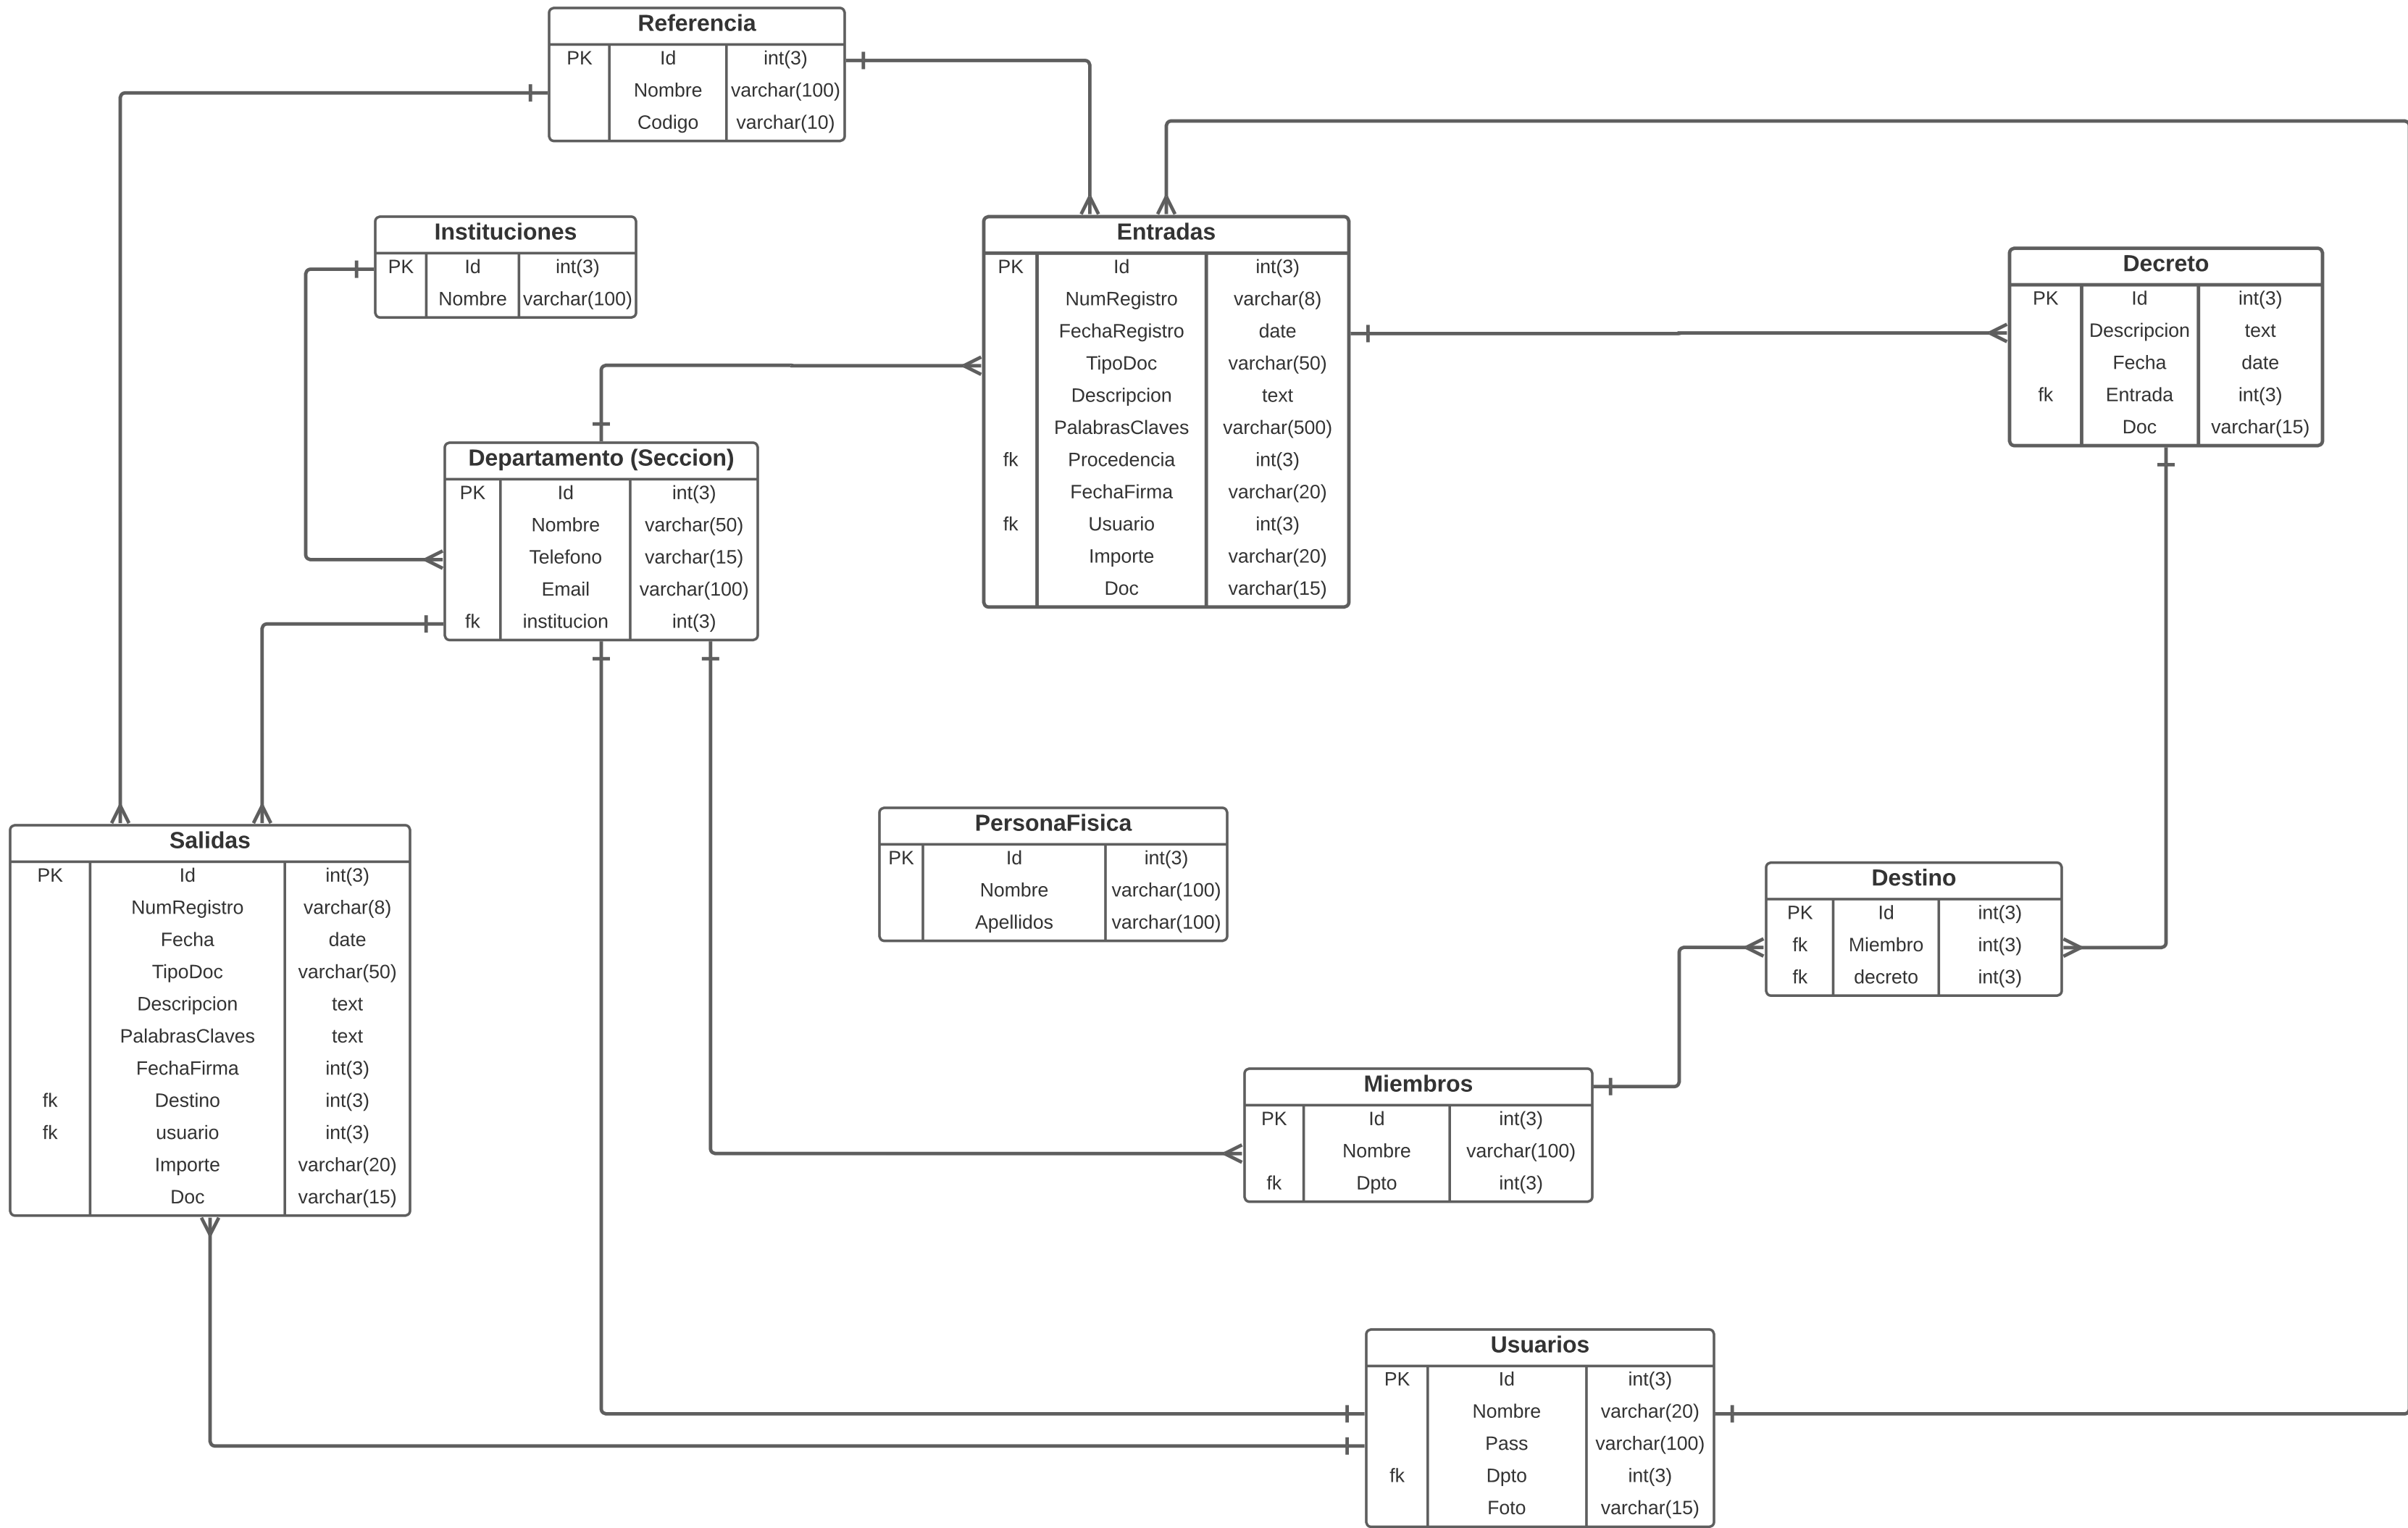 Referencia
PK Id int(3)
Nombre varchar(100)
Codigo varchar(10)
Instituciones
PK Id int(3)
Nombre varchar(100)
Entradas
PK Id int(3)
NumRegistro varchar(8)
FechaRegistro date
TipoDoc varchar(50)
Descripcion text
PalabrasClaves varchar(500)
fk Procedencia int(3)
FechaFirma varchar(20)
fk Usuario int(3)
Importe varchar(20)
Doc varchar(15)
Decreto
PK Id int(3)
Descripcion text
Fecha date
fk Entrada int(3)
Doc varchar(15)
Departamento (Seccion)
PK Id int(3)
Nombre varchar(50)
Telefono varchar(15)
Email varchar(100)
fk institucion int(3)
Salidas
PK Id int(3)
NumRegistro varchar(8)
Fecha date
TipoDoc varchar(50)
Descripcion text
PalabrasClaves text
FechaFirma int(3)
fk Destino int(3)
fk usuario int(3)
Importe varchar(20)
Doc varchar(15)
PersonaFisica
PK Id int(3)
Nombre varchar(100)
Apellidos varchar(100)
Destino
PK Id int(3)
fk Miembro int(3)
fk decreto int(3)
Miembros
PK Id int(3)
Nombre varchar(100)
fk Dpto int(3)
Usuarios
PK Id int(3)
Nombre varchar(20)
Pass varchar(100)
fk Dpto int(3)
Foto varchar(15)